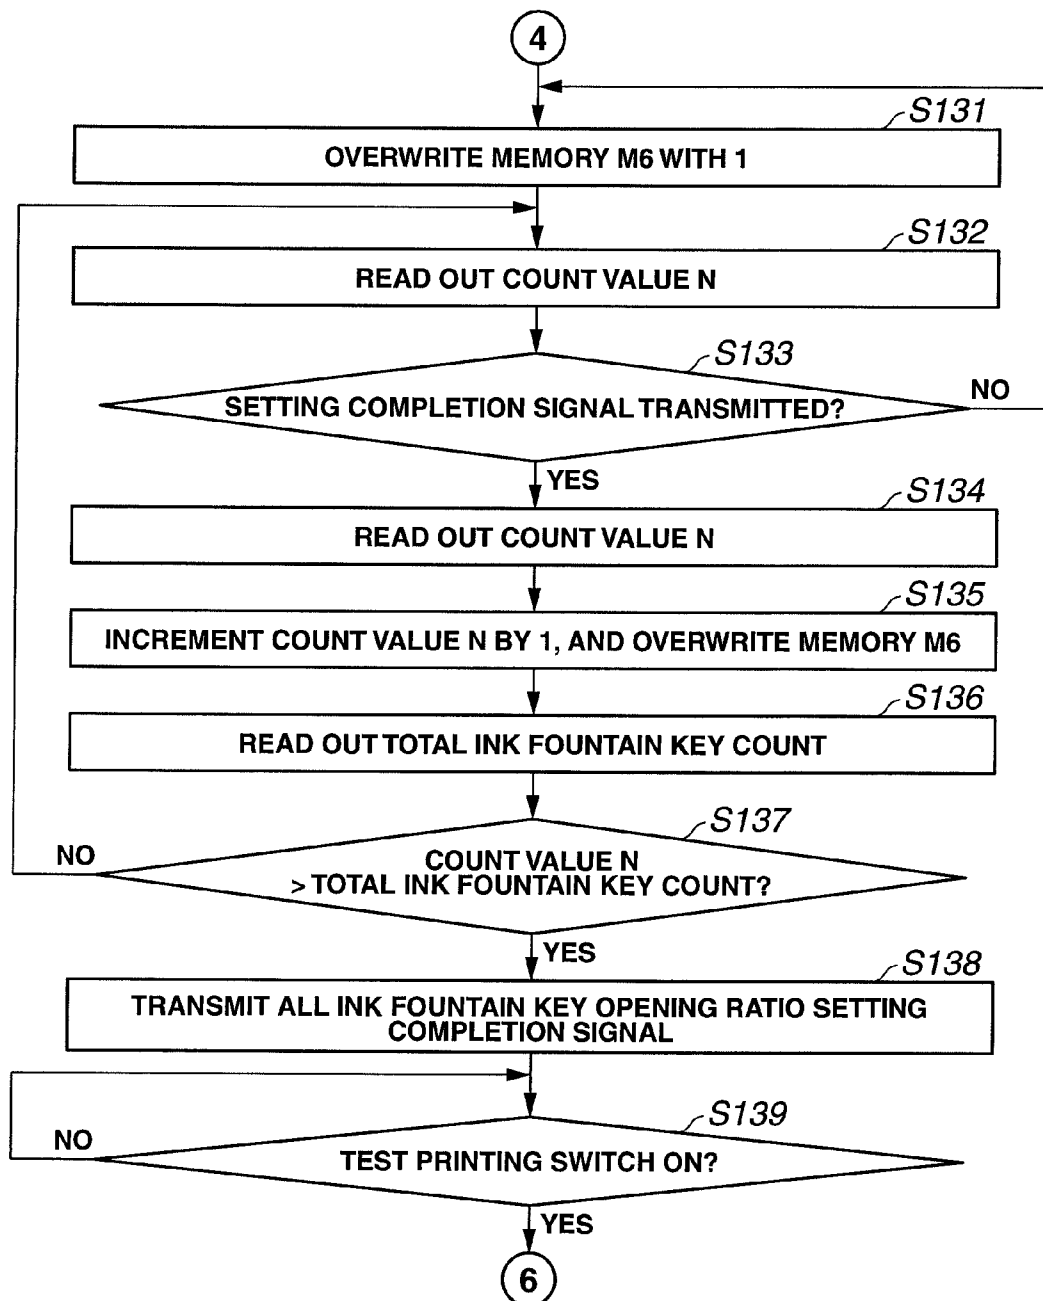 4
S131
OVERWRITE MEMORY M6 WITH 1
S132
READ OUT COUNT VALUE N
S133
SETTING COMPLETION SIGNAL TRANSMITTED?
NO
YES
S134
READ OUT COUNT VALUE N
S135
INCREMENT COUNT VALUE N BY 1, AND OVERWRITE MEMORY M6
S136
READ OUT TOTAL INK FOUNTAIN KEY COUNT
S137
NO
COUNT VALUE N
> TOTAL INK FOUNTAIN KEY COUNT?
YES
S138
TRANSMIT ALL INK FOUNTAIN KEY OPENING RATIO SETTING
COMPLETION SIGNAL
S139
NO
TEST PRINTING SWITCH ON?
YES
6